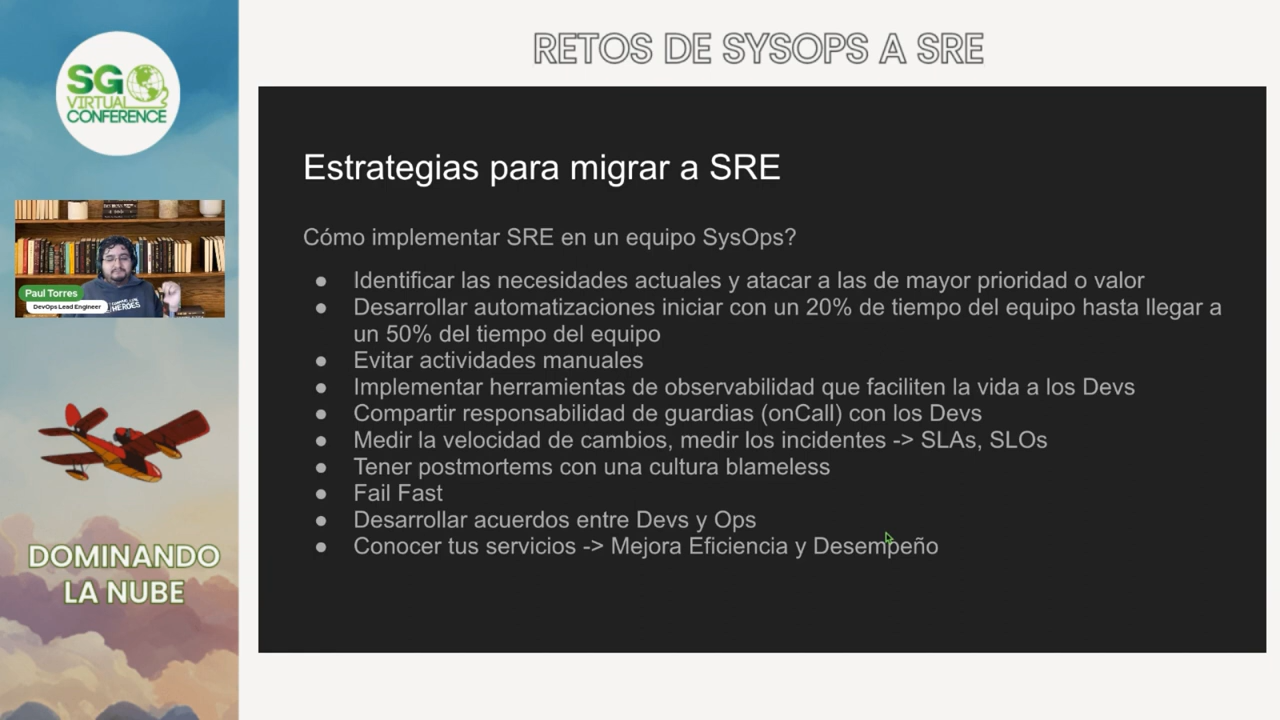 RETOS DE SYSOPS A SRE
SG
VIRTUAL
CONFERENCE
Paul Torres
DevOps Lead Engineer
HEROES
DOMINANDO
LA NUBE
Estrategias para migrar a SRE
Cómo implementar SRE en un equipo SysOps?
● Identificar las necesidades actuales y atacar a las de mayor prioridad o valor
● Desarrollar automatizaciones iniciar con un 20% de tiempo del equipo hasta llegar a
un 50% del tiempo del equipo
● Evitar actividades manuales
● Implementar herramientas de observabilidad que faciliten la vida a los Devs
● Compartir responsabilidad de guardias (onCall) con los Devs
● Medir la velocidad de cambios, medir los incidentes -> SLAs, SLOs
● Tener postmortems con una cultura blameless
● Fail Fast
● Desarrollar acuerdos entre Devs y Ops
● Conocer tus servicios -> Mejora Eficiencia y Desempeño